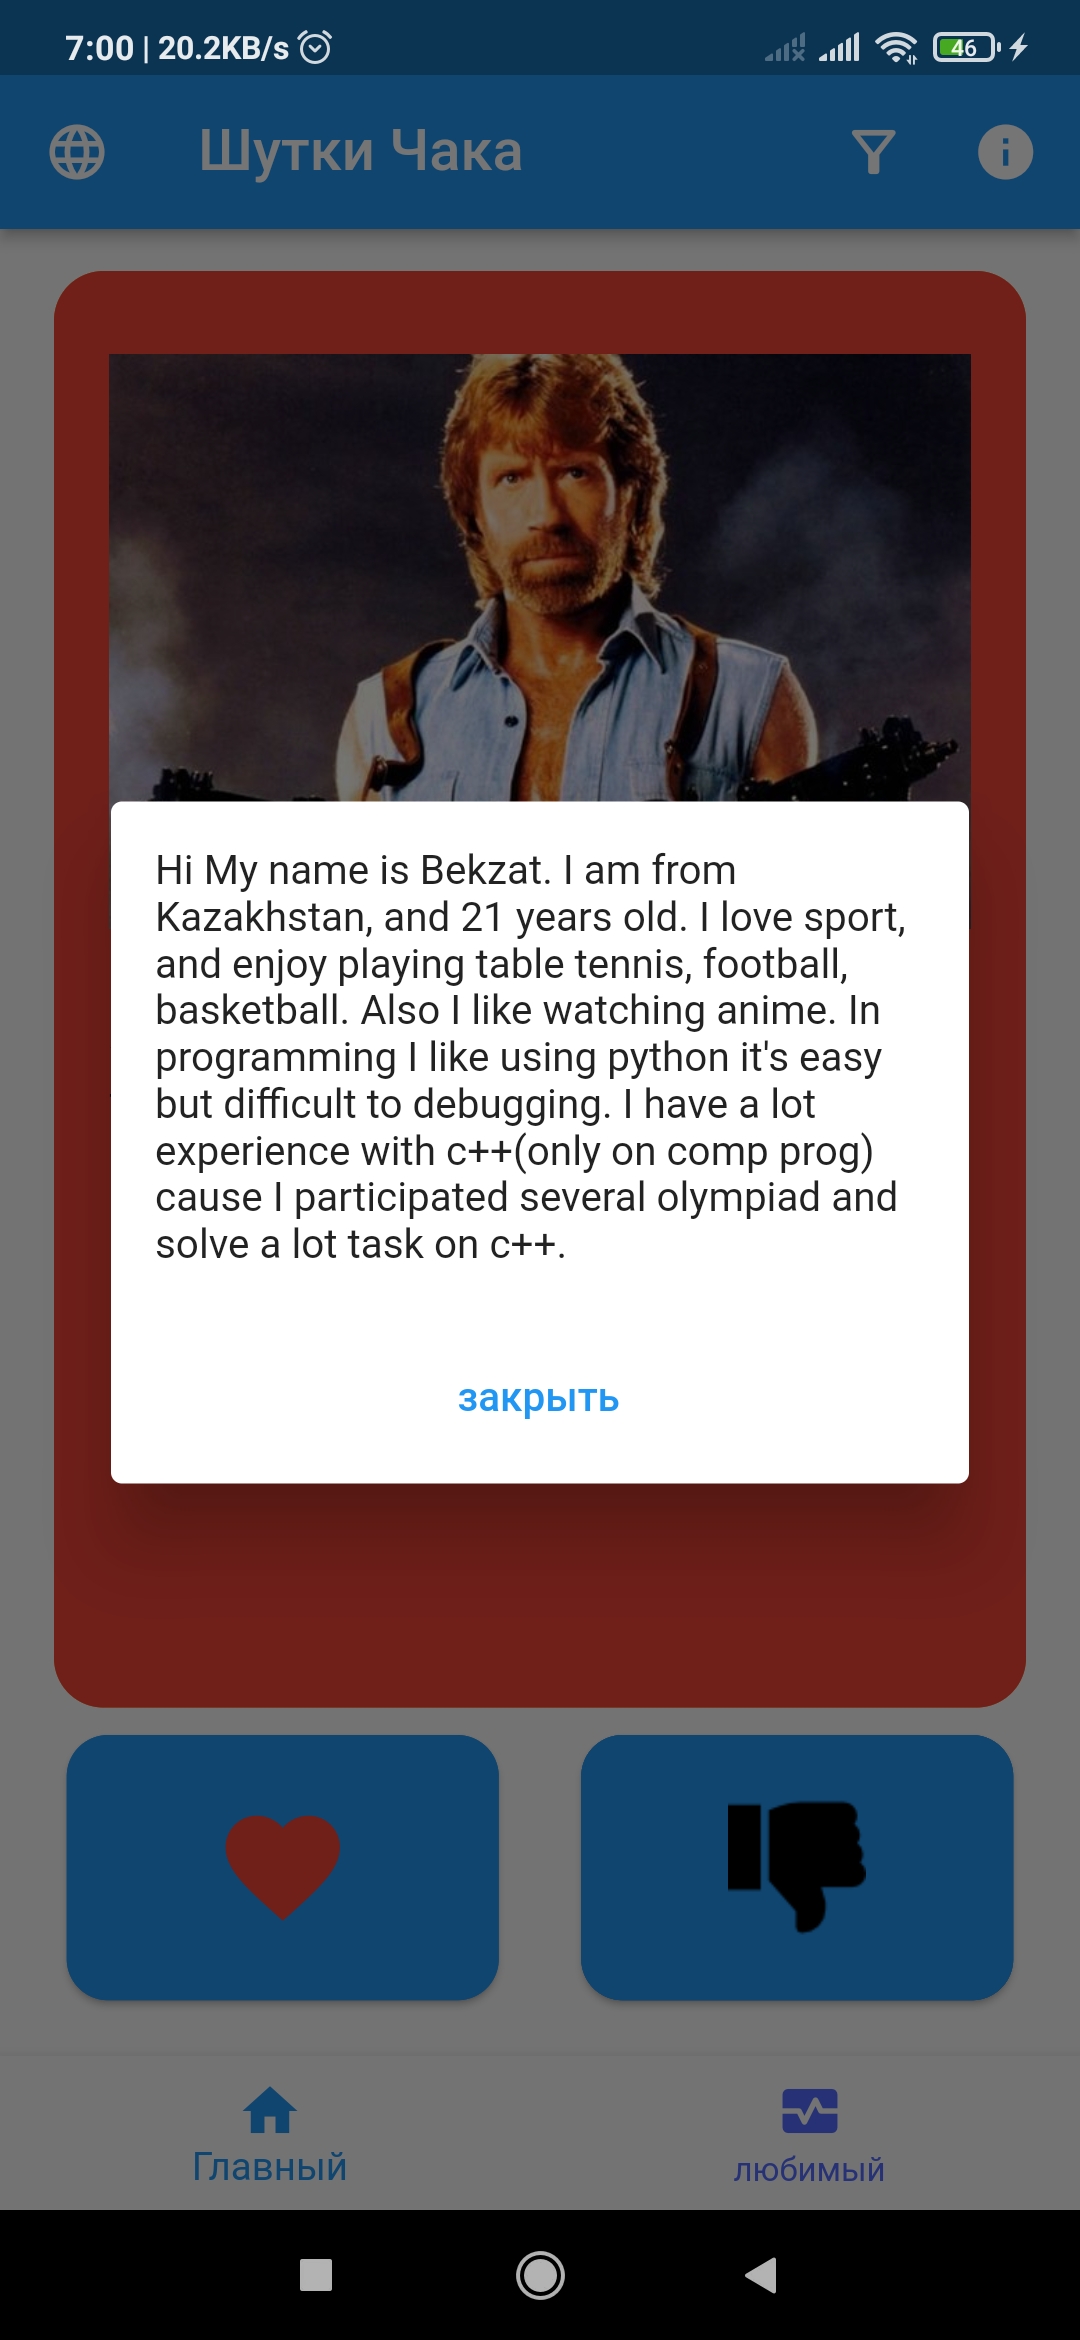 7:00 | 20.2KB/s
46
Шутки Чака
Hi My name is Bekzat. I am from
Kazakhstan, and 21 years old. I love sport,
and enjoy playing table tennis, football,
basketball. Also I like watching anime. In
programming I like using python it's easy
but difficult to debugging. I have a lot
experience with c++(only on comp prog)
cause I participated several olympiad and
solve a lot task on c++.
закрыть
Главный
любимый